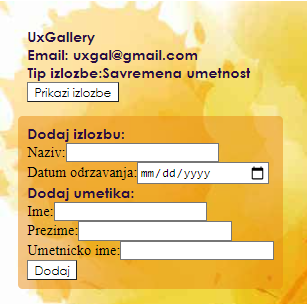 UxGallery
Email: uxgal@gmail.com
Tip izlozbe:Savremena umetnost
Prikazi izlozbe
Dodaj izlozbu:
Naziv:
Datum odrzavanja: mm/dd/yyyy
Dodaj umetika:
Ime:
Prezime:
Umetnicko ime:
Dodaj